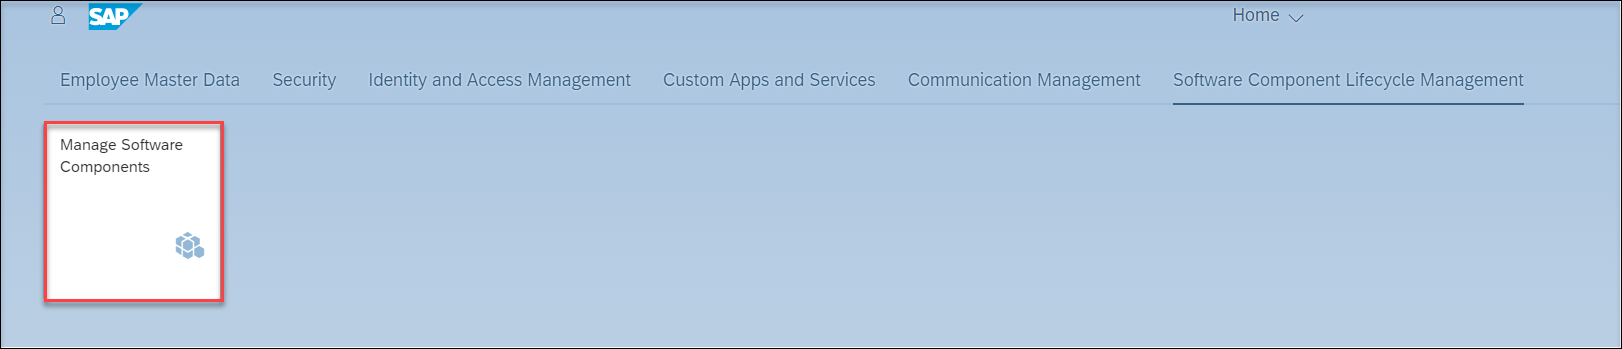 SAP
Home
Employee Master Data
Security
Identity and Access Management
Custom Apps and Services
Communication Management
Software Component Lifecycle Management
Manage Software
Components